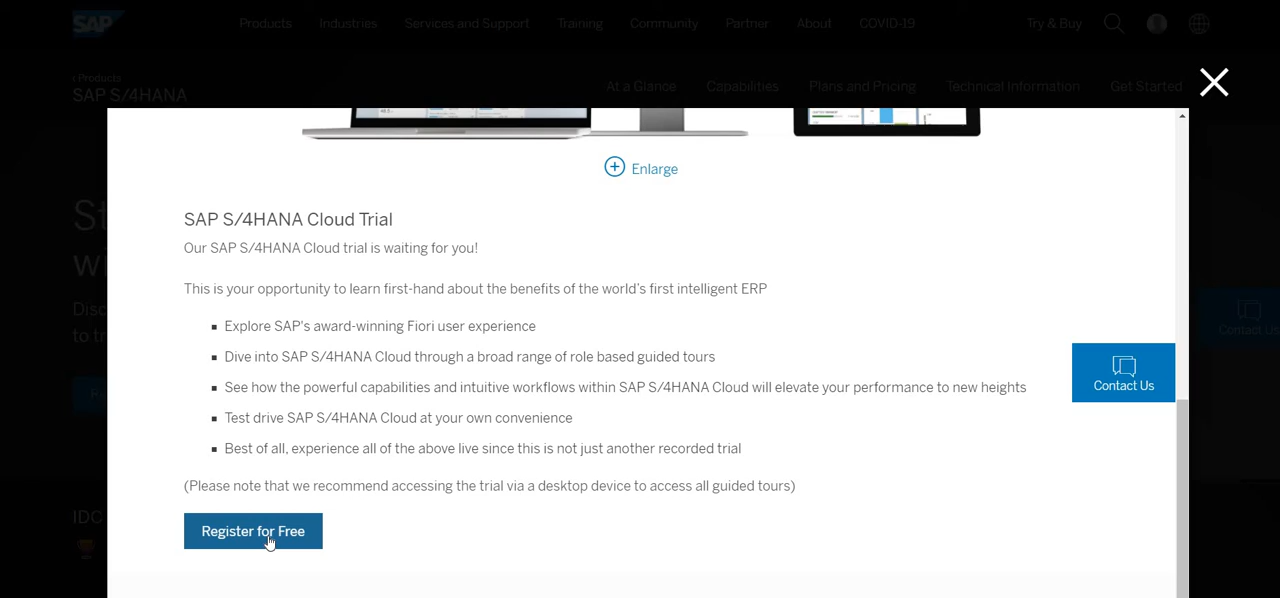 SAP Products Industries Services and Support Training Community Partner About COVID-19 Try & Buy
‹ Products
SAP S/4HANA At a Glance Capabilities Plans and Pricing Technical Information Get Started
Enlarge
SAP S/4HANA Cloud Trial
Our SAP S/4HANA Cloud trial is waiting for you!
This is your opportunity to learn first-hand about the benefits of the world's first intelligent ERP
Explore SAP's award-winning Fiori user experience
Dive into SAP S/4HANA Cloud through a broad range of role based guided tours
See how the powerful capabilities and intuitive workflows within SAP S/4HANA Cloud will elevate your performance to new heights
Contact Us
Test drive SAP S/4HANA Cloud at your own convenience
Best of all, experience all of the above live since this is not just another recorded trial
(Please note that we recommend accessing the trial via a desktop device to access all guided tours)
Register for Free
IDC